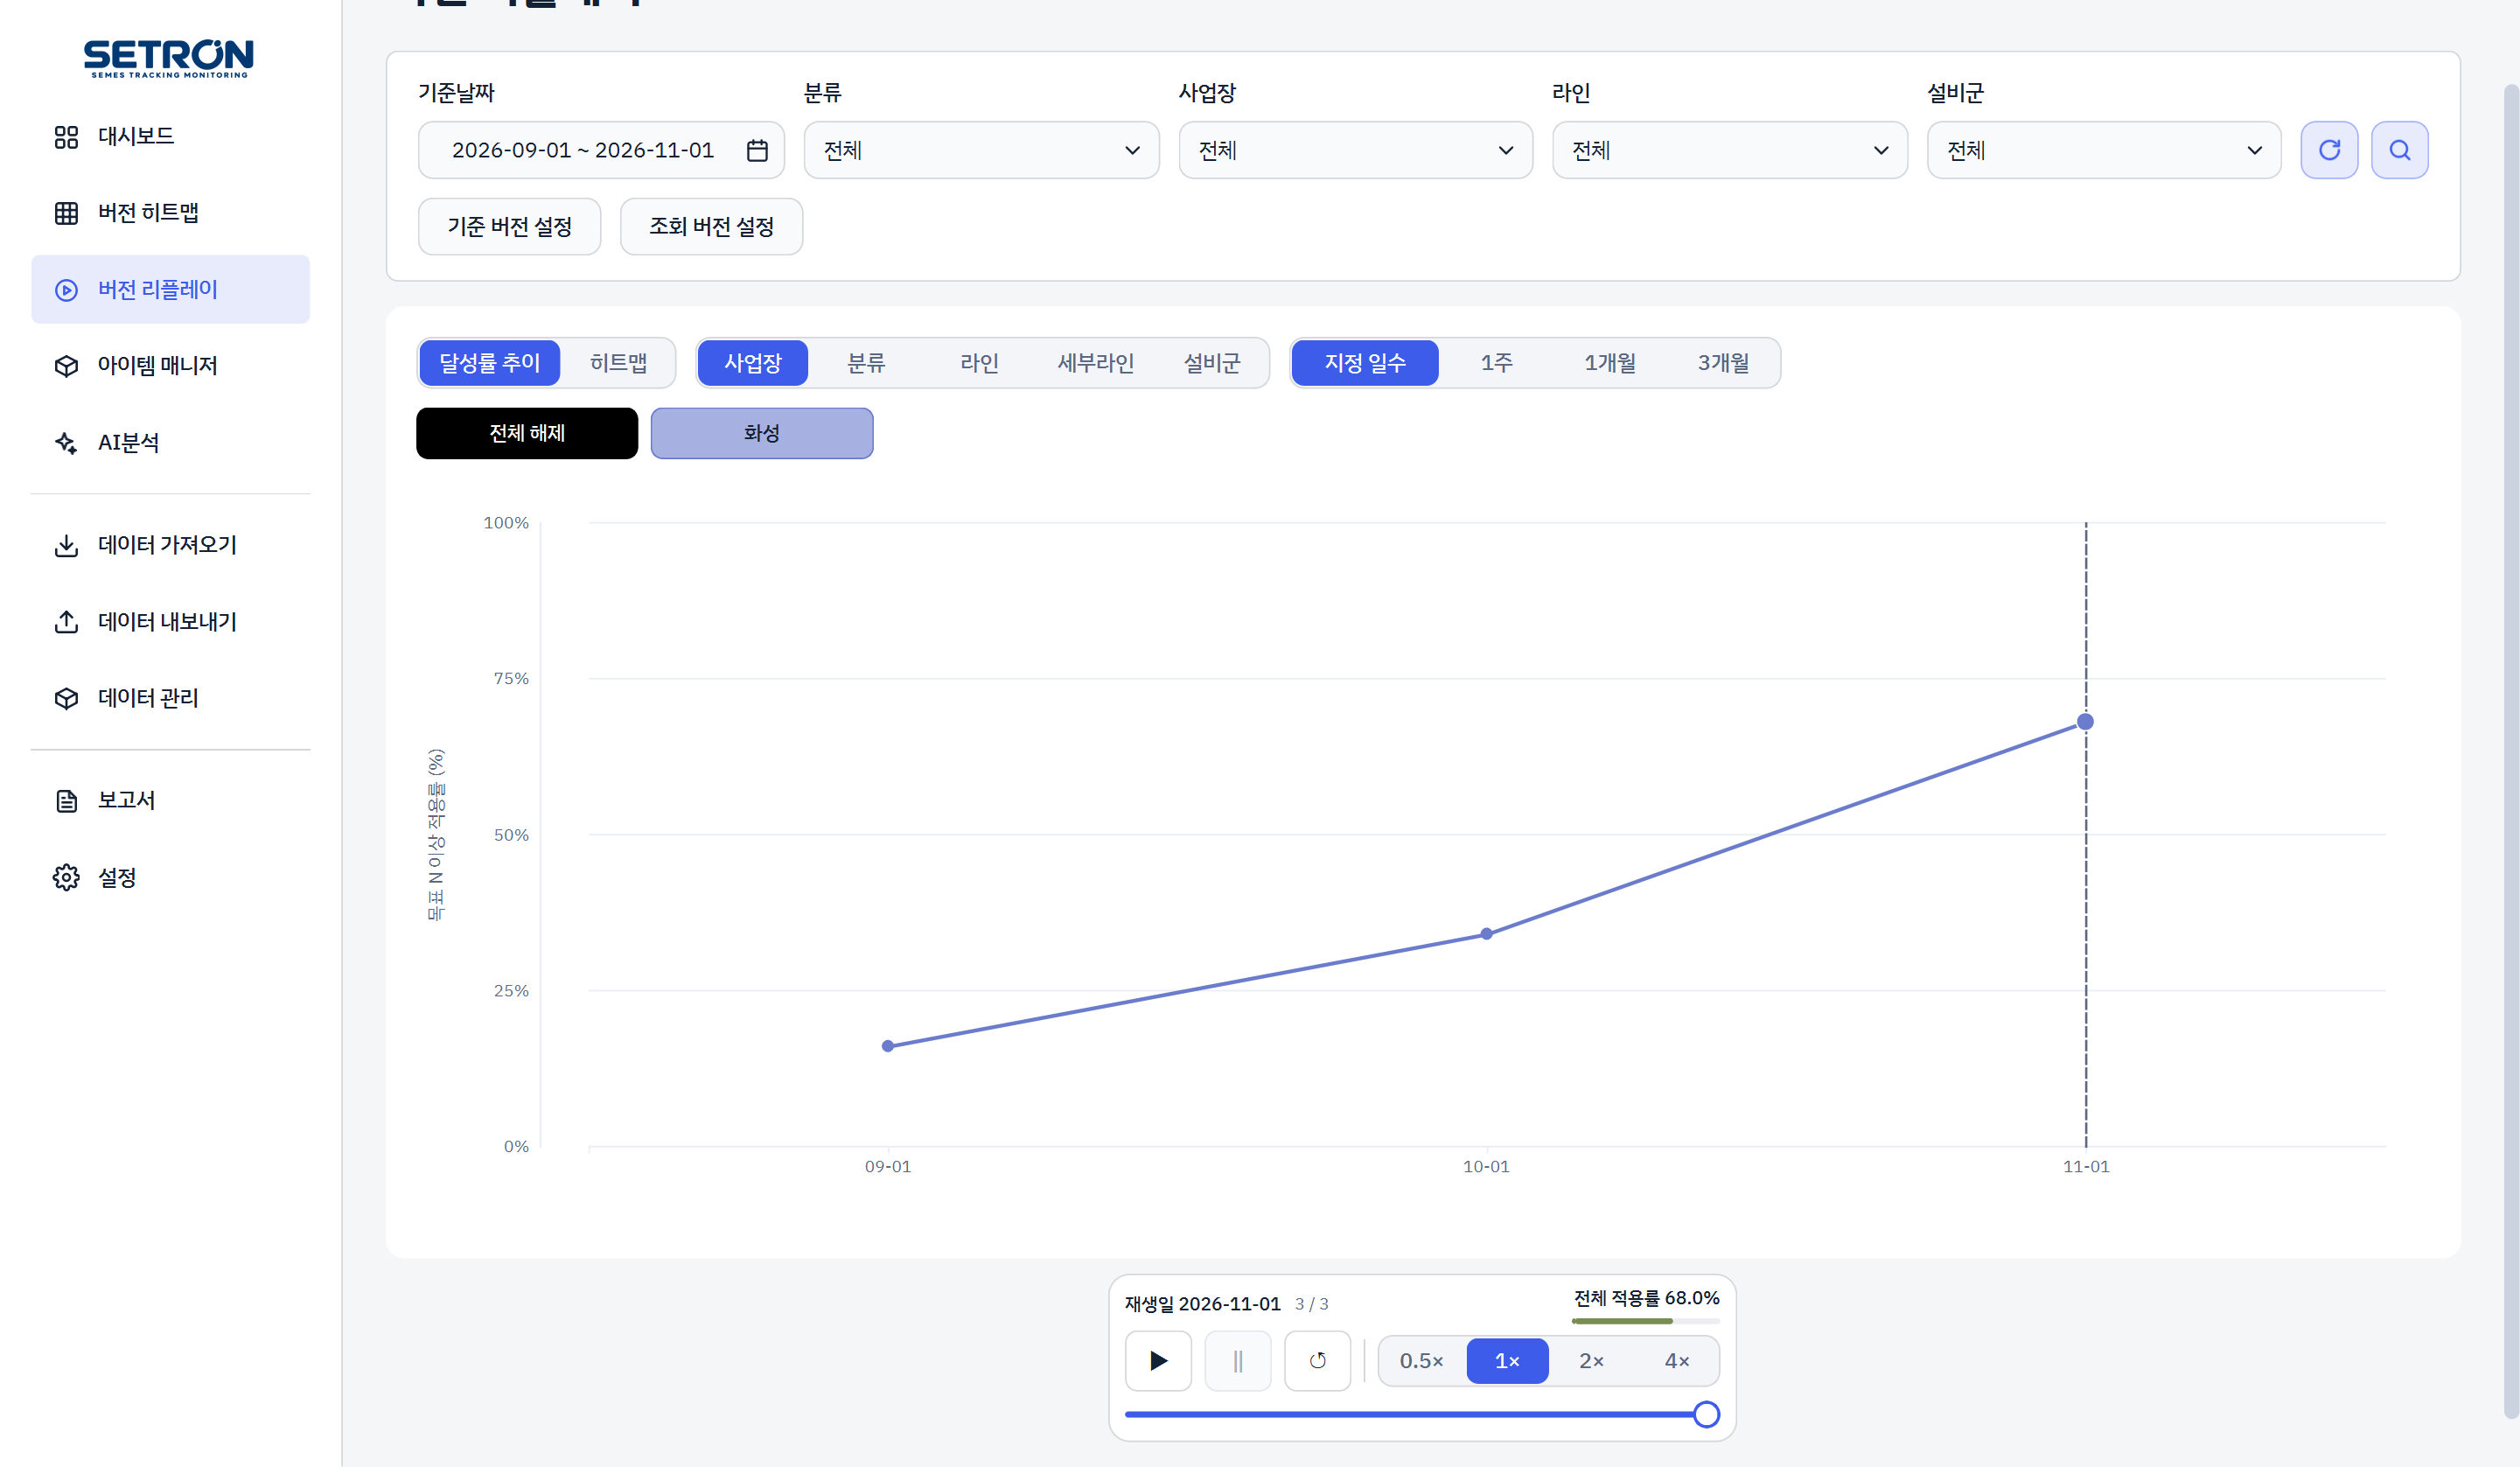 SETRON
SEMES TRACKING MONITORING
대시보드
버전 히트맵
버전 리플레이
아이템 매니저
AI분석
데이터 가져오기
데이터 내보내기
데이터 관리
보고서
설정
기준날짜 분류 사업장 라인 설비군
2026-09-01 ~ 2026-11-01 전체 전체 전체 전체
기준 버전 설정 조회 버전 설정
달성률 추이 히트맵 사업장 분류 라인 세부라인 설비군 지정 일수 1주 1개월 3개월
전체 해제 화성
목표 N 이상 적용률 (%)
100%
75%
50%
25%
0%
09-01 10-01 11-01
재생일 2026-11-01 3 / 3 전체 적용률 68.0%
0.5× 1× 2× 4×